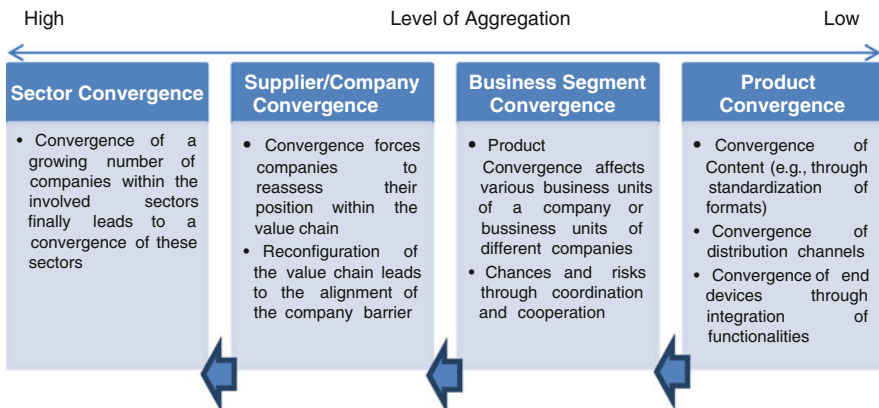 High Level of Aggregation Low
Sector Convergence
• Convergence of a
growing number of
companies within the
involved sectors
finally leads to a
convergence of these
sectors
Supplier/Company
Convergence
• Convergence forces
companies to
reassess their
position within the
value chain
• Reconfiguration of
the value chain leads
to the alignment of
the company barrier
Business Segment
Convergence
• Product
Convergence affects
various business units
of a company or
bussiness units of
different companies
• Chances and risks
through coordination
and cooperation
Product
Convergence
• Convergence of
Content (e.g., through
standardization of
formats)
• Convergence of
distribution channels
• Convergence of end
devices through
integration of
functionalities